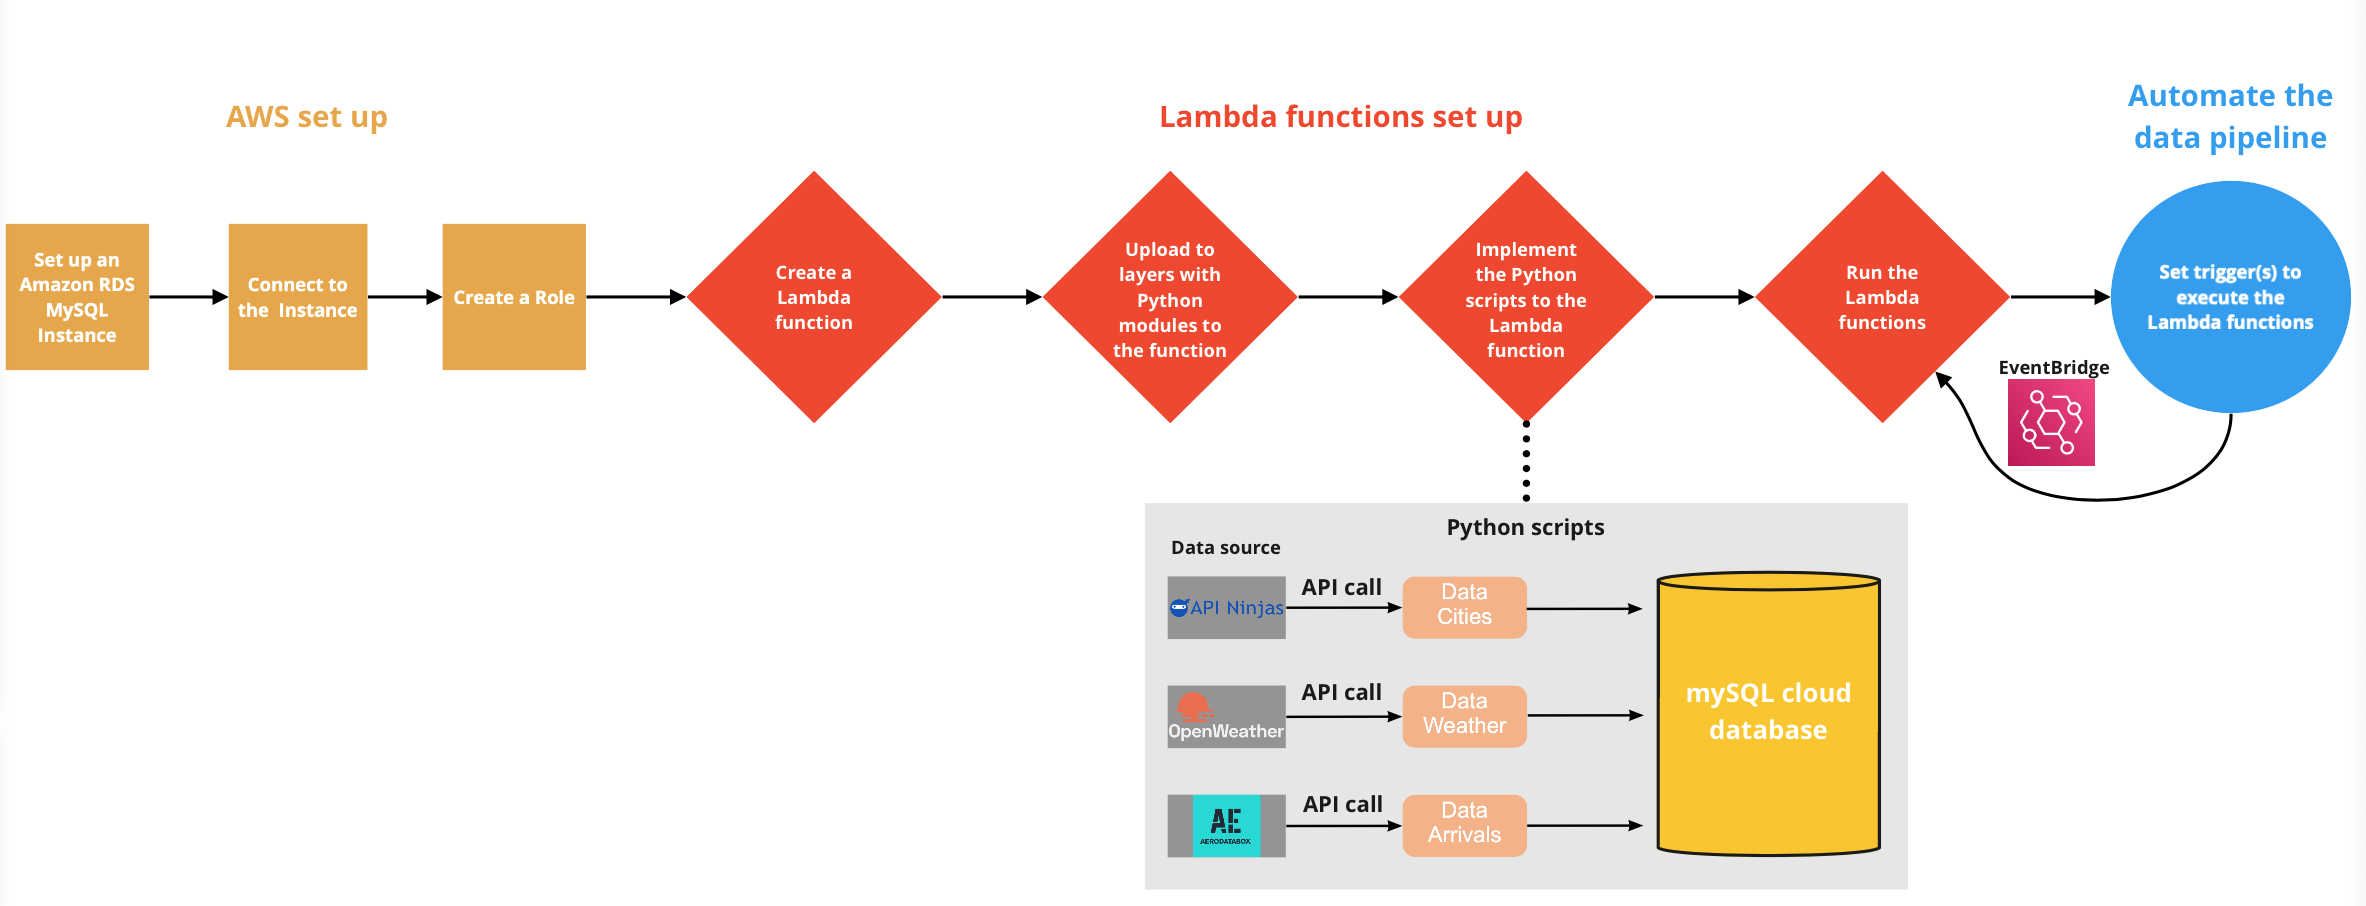 AWS set up
Lambda functions set up
Automate the
data pipeline
Set up an
Amazon RDS
MySQL
Instance
Connect to
the Instance
Create a Role
Create a
Lambda
function
Upload to
layers with
Python
modules to
the function
Implement
the Python
scripts to the
Lambda
function
Run the
Lambda
functions
Set trigger(s) to
execute the
Lambda functions
EventBridge
Python scripts
Data source
API Ninjas
API call
Data
Cities
OpenWeather
API call
Data
Weather
AE
AERODATABOX
API call
Data
Arrivals
mySQL cloud
database